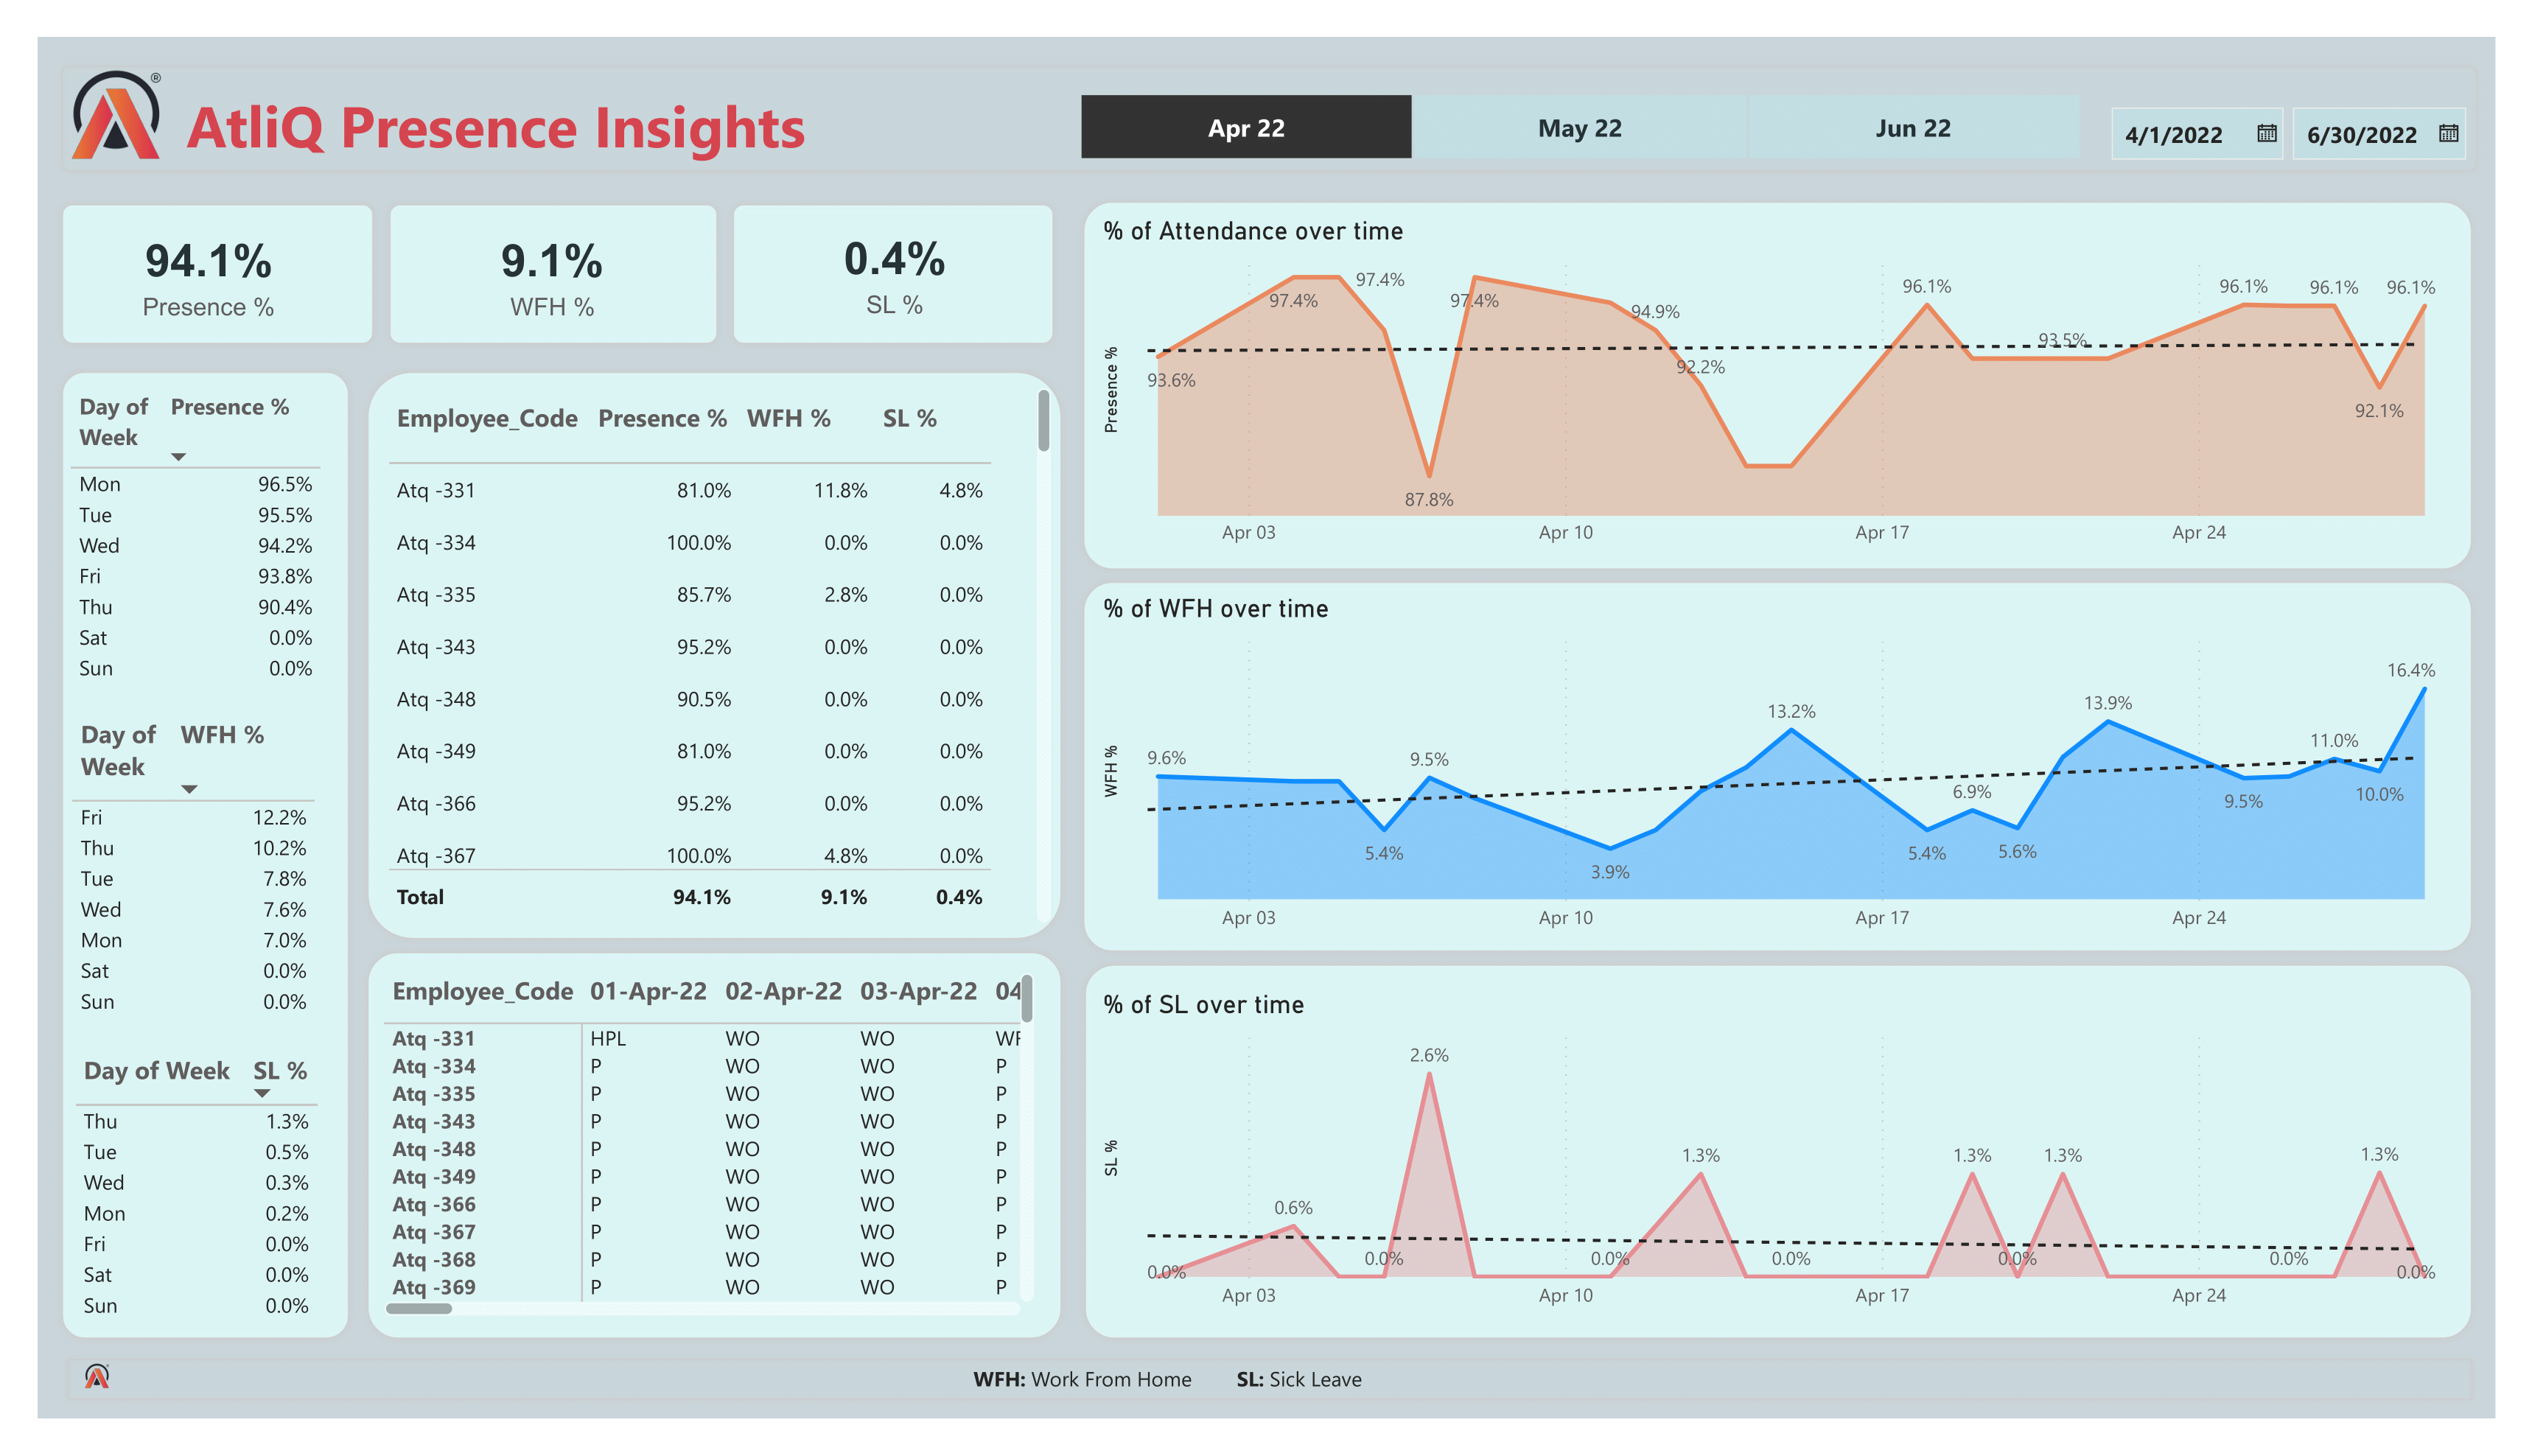 ®
AtliQ Presence Insights
Apr 22 May 22 Jun 22
4/1/2022 6/30/2022
94.1%
Presence %
9.1%
WFH %
0.4%
SL %
Day of Week Presence %
Mon 96.5%
Tue 95.5%
Wed 94.2%
Fri 93.8%
Thu 90.4%
Sat 0.0%
Sun 0.0%
Day of Week WFH %
Fri 12.2%
Thu 10.2%
Tue 7.8%
Wed 7.6%
Mon 7.0%
Sat 0.0%
Sun 0.0%
Day of Week SL %
Thu 1.3%
Tue 0.5%
Wed 0.3%
Mon 0.2%
Fri 0.0%
Sat 0.0%
Sun 0.0%
Employee_Code Presence % WFH % SL %
Atq -331 81.0% 11.8% 4.8%
Atq -334 100.0% 0.0% 0.0%
Atq -335 85.7% 2.8% 0.0%
Atq -343 95.2% 0.0% 0.0%
Atq -348 90.5% 0.0% 0.0%
Atq -349 81.0% 0.0% 0.0%
Atq -366 95.2% 0.0% 0.0%
Atq -367 100.0% 4.8% 0.0%
Total 94.1% 9.1% 0.4%
Employee_Code 01-Apr-22 02-Apr-22 03-Apr-22 04
Atq -331 HPL WO WO WF
Atq -334 P WO WO P
Atq -335 P WO WO P
Atq -343 P WO WO P
Atq -348 P WO WO P
Atq -349 P WO WO P
Atq -366 P WO WO P
Atq -367 P WO WO P
Atq -368 P WO WO P
Atq -369 P WO WO P
% of Attendance over time
Presence %
93.6% 97.4% 97.4% 87.8% 97.4% 94.9% 92.2% 96.1% 93.5% 96.1% 96.1% 92.1% 96.1%
Apr 03 Apr 10 Apr 17 Apr 24
% of WFH over time
WFH %
9.6% 5.4% 9.5% 3.9% 13.2% 5.4% 6.9% 5.6% 13.9% 9.5% 11.0% 10.0% 16.4%
Apr 03 Apr 10 Apr 17 Apr 24
% of SL over time
SL %
0.0% 0.6% 0.0% 2.6% 0.0% 1.3% 0.0% 1.3% 0.0% 1.3% 0.0% 1.3% 0.0%
Apr 03 Apr 10 Apr 17 Apr 24
WFH: Work From Home SL: Sick Leave